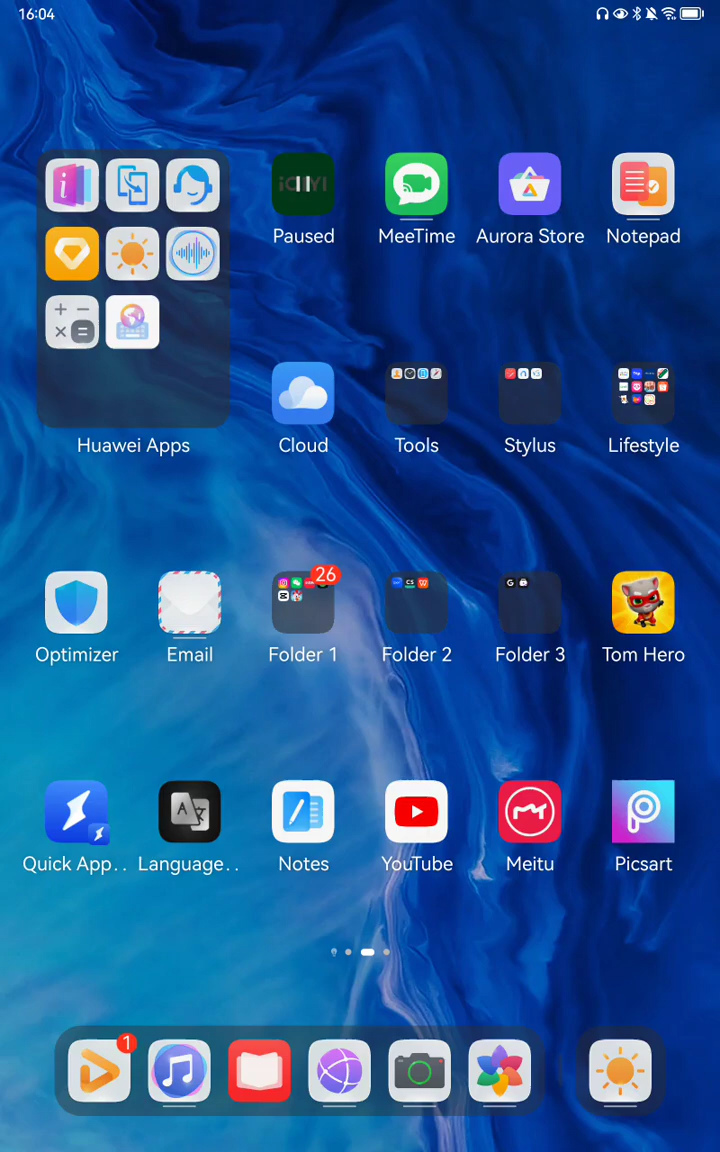 16:04
Paused
MeeTime
Aurora Store
Notepad
Huawei Apps
Cloud
Tools
Stylus
Lifestyle
26
Optimizer
Email
Folder 1
Folder 2
Folder 3
Tom Hero
Quick App..
Language..
Notes
YouTube
Meitu
Picsart
1